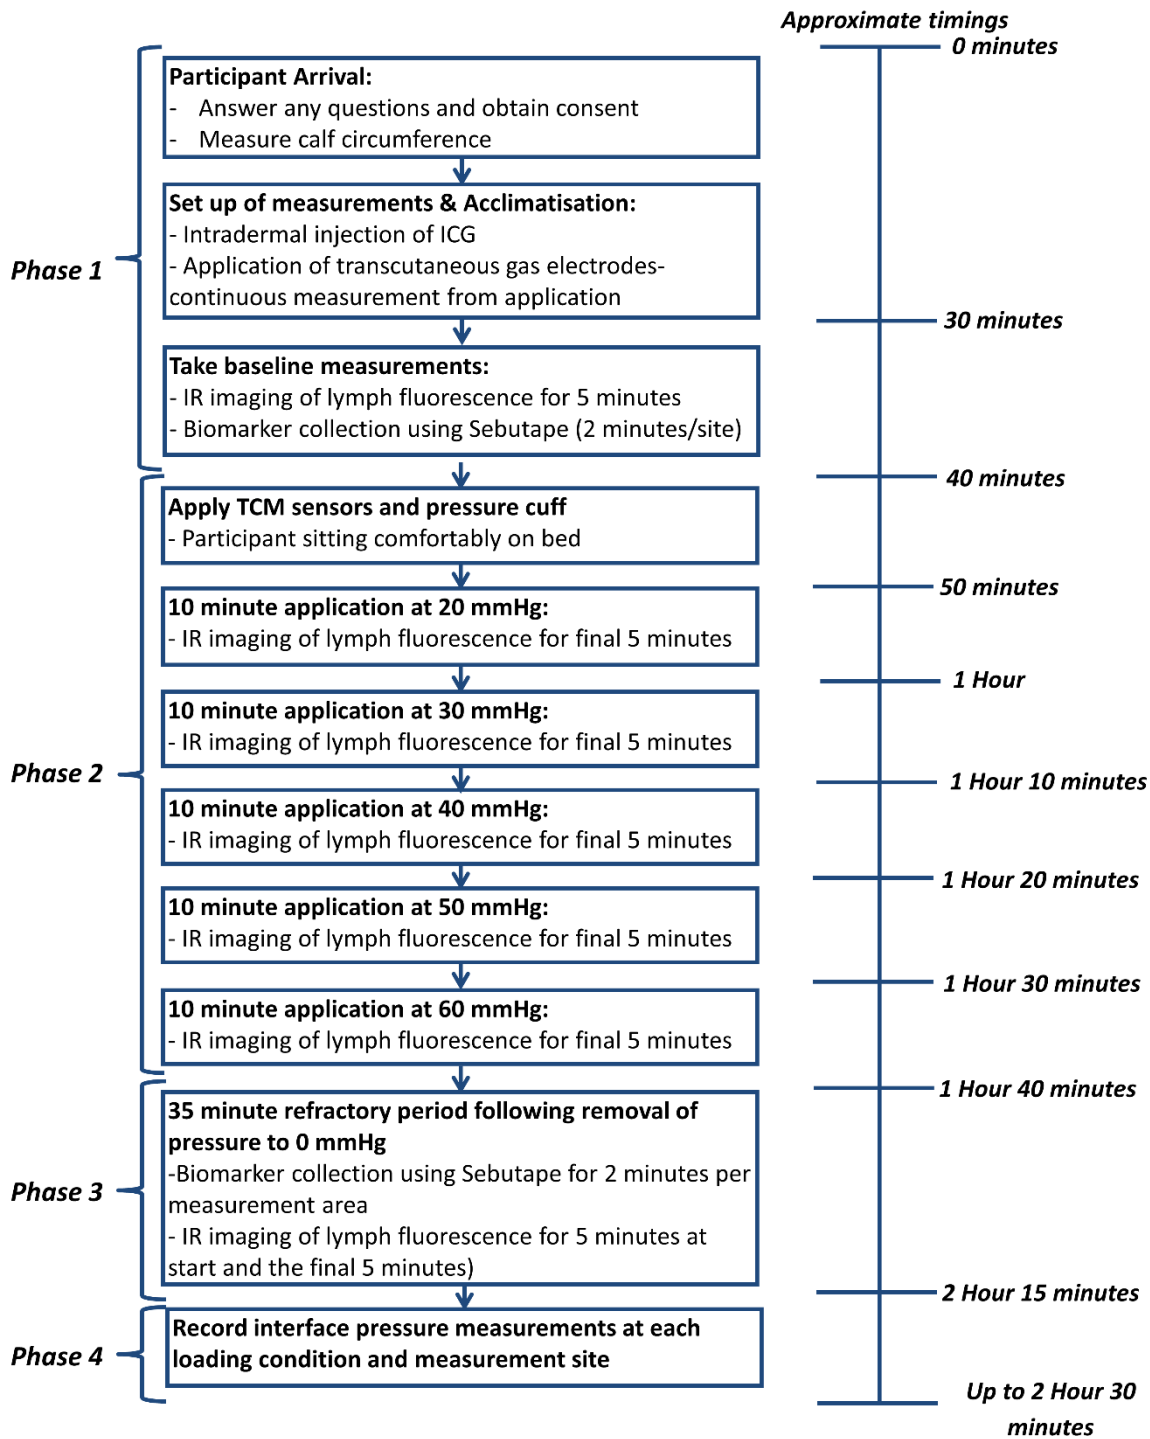 Approximate timings
0 minutes
Participant Arrival:
- Answer any questions and obtain consent
- Measure calf circumference
Set up of measurements & Acclimatisation:
- Intradermal injection of ICG
- Application of transcutaneous gas electrodes-
continuous measurement from application
Phase 1
30 minutes
Take baseline measurements:
- IR imaging of lymph fluorescence for 5 minutes
- Biomarker collection using Sebutape (2 minutes/site)
40 minutes
Apply TCM sensors and pressure cuff
- Participant sitting comfortably on bed
50 minutes
10 minute application at 20 mmHg:
- IR imaging of lymph fluorescence for final 5 minutes
1 Hour
10 minute application at 30 mmHg:
- IR imaging of lymph fluorescence for final 5 minutes
Phase 2
1 Hour 10 minutes
10 minute application at 40 mmHg:
- IR imaging of lymph fluorescence for final 5 minutes
1 Hour 20 minutes
10 minute application at 50 mmHg:
- IR imaging of lymph fluorescence for final 5 minutes
1 Hour 30 minutes
10 minute application at 60 mmHg:
- IR imaging of lymph fluorescence for final 5 minutes
1 Hour 40 minutes
35 minute refractory period following removal of
pressure to 0 mmHg
-Biomarker collection using Sebutape for 2 minutes per
measurement area
- IR imaging of lymph fluorescence for 5 minutes at
start and the final 5 minutes)
Phase 3
2 Hour 15 minutes
Record interface pressure measurements at each
loading condition and measurement site
Phase 4
Up to 2 Hour 30
minutes